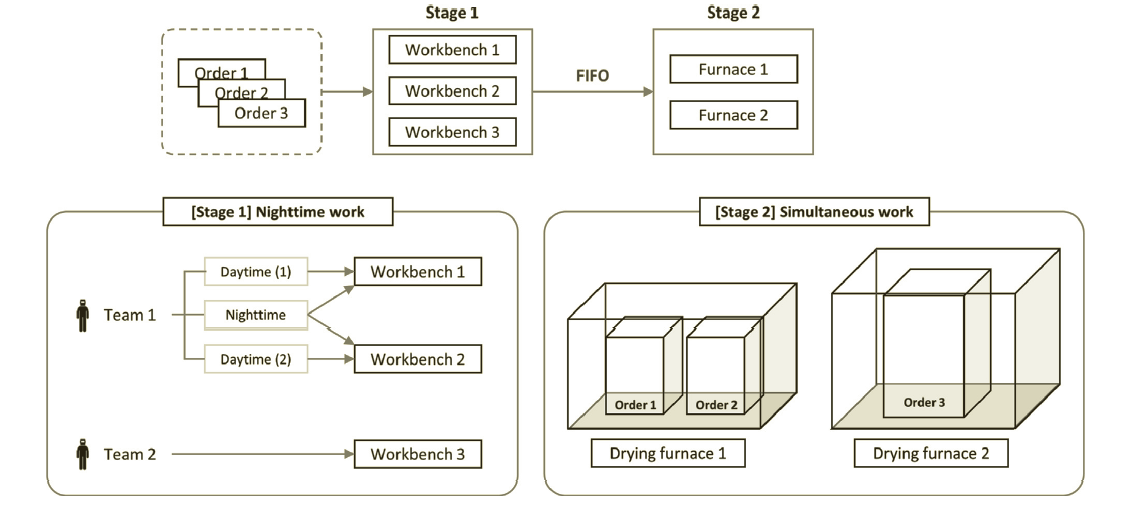 Stage 1
Stage 2
Order 1
Order 2
Order 3
Workbench 1
Workbench 2
Workbench 3
FIFO
Furnace 1
Furnace 2
[Stage 1] Nighttime work
Team 1
Daytime (1)
Nighttime
Daytime (2)
Workbench 1
Workbench 2
Team 2
Workbench 3
[Stage 2] Simultaneous work
Order 1
Order 2
Drying furnace 1
Order 3
Drying furnace 2